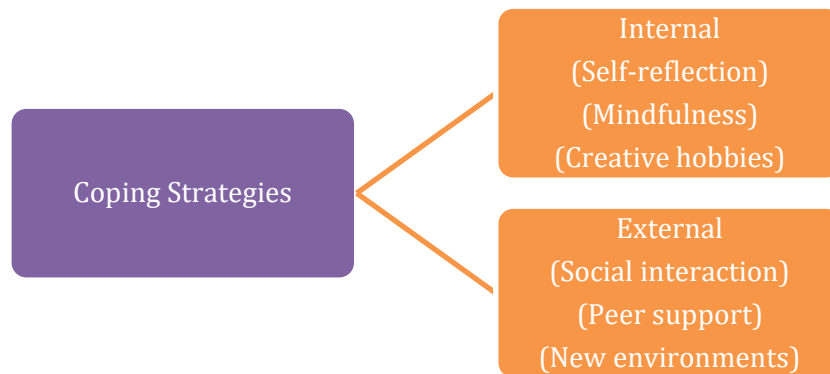 Coping Strategies
Internal
(Self-reflection)
(Mindfulness)
(Creative hobbies)
External
(Social interaction)
(Peer support)
(New environments)